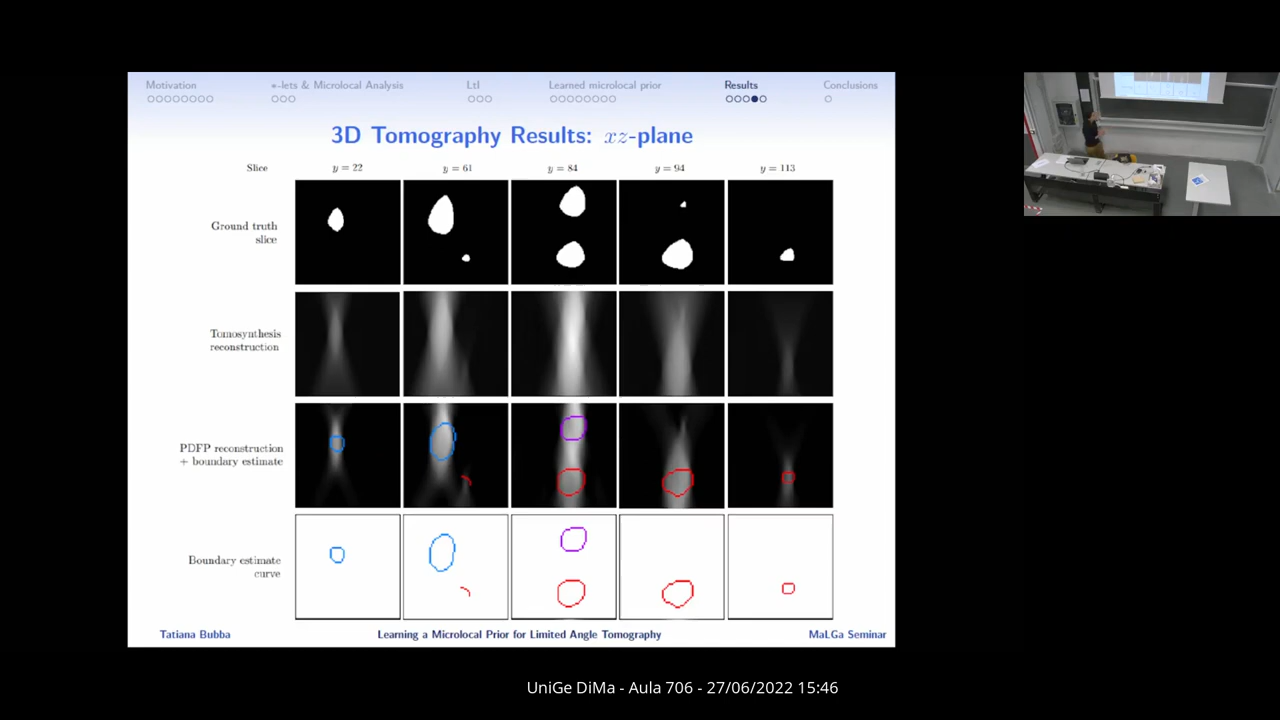 Motivation *-lets & Microlocal Analysis LtI Learned microlocal prior Results Conclusions
3D Tomography Results: xz-plane
Slice y = 22 y = 61 y = 84 y = 94 y = 113
Ground truth
slice
Tomosynthesis
reconstruction
PDFP reconstruction
+ boundary estimate
Boundary estimate
curve
Tatiana Bubba Learning a Microlocal Prior for Limited Angle Tomography MaLGa Seminar
UniGe DiMa - Aula 706 - 27/06/2022 15:46